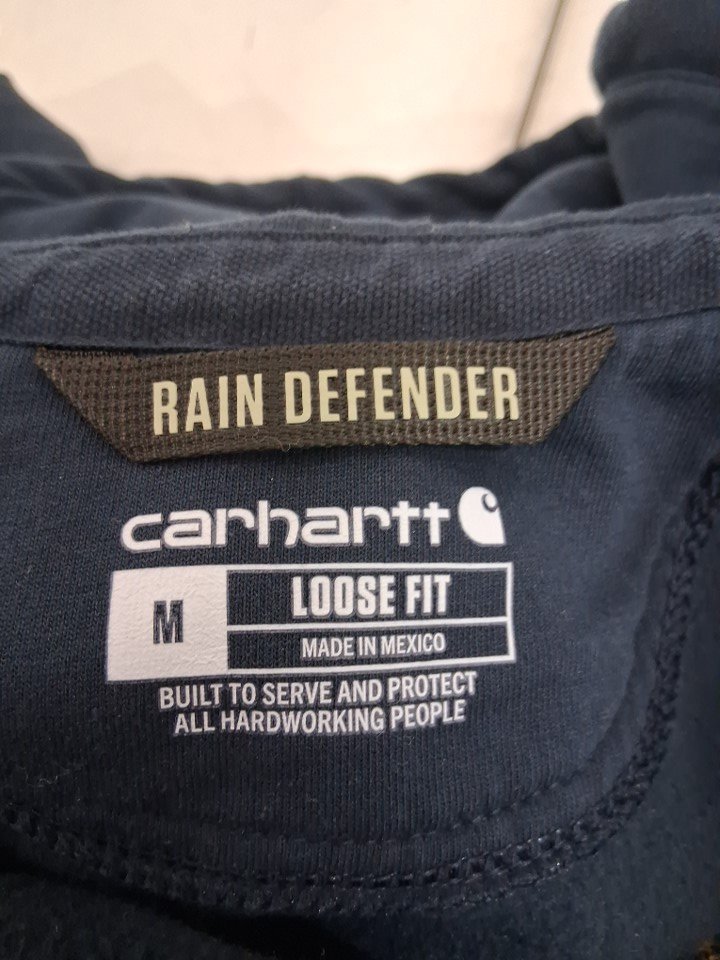 RAIN DEFENDER
carhartt
M
LOOSE FIT
MADE IN MEXICO
BUILT TO SERVE AND PROTECT
ALL HARDWORKING PEOPLE